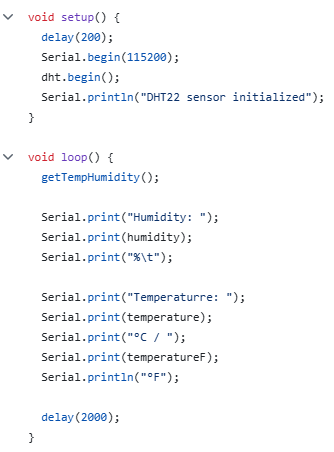 void setup() {
delay(200);
Serial.begin(115200);
dht.begin();
Serial.println("DHT22 sensor initialized");
}
void loop() {
getTempHumidity();
Serial.print("Humidity: ");
Serial.print(humidity);
Serial.print("%\t");
Serial.print("Temperaturre: ");
Serial.print(temperature);
Serial.print("°C / ");
Serial.print(temperatureF);
Serial.println("°F");
delay(2000);
}